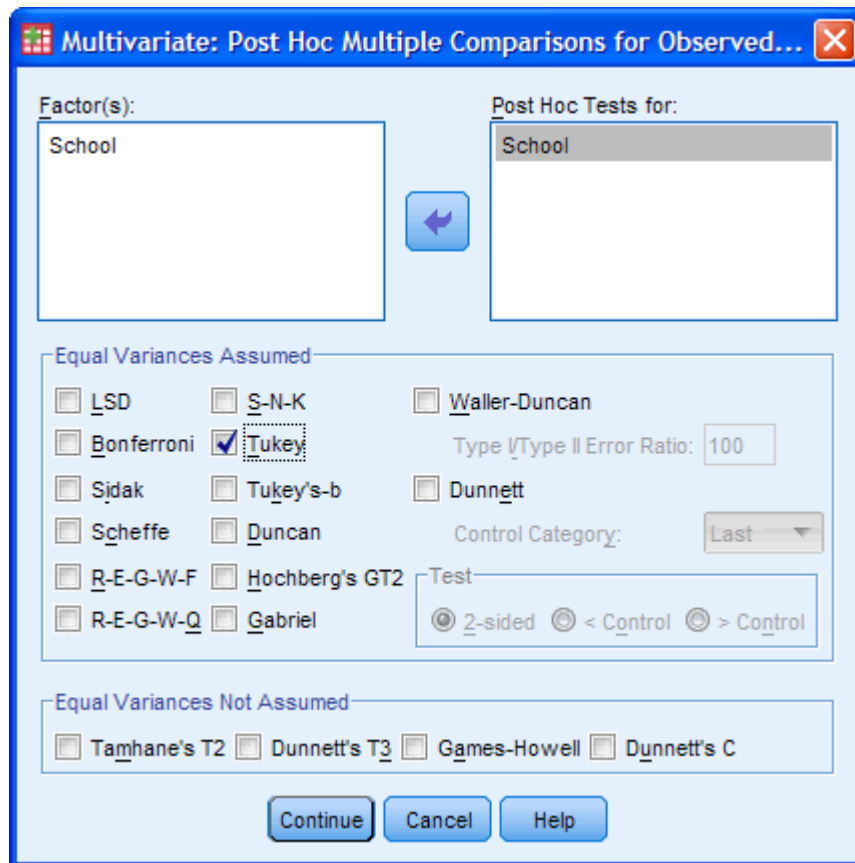 Multivariate: Post Hoc Multiple Comparisons for Observed...
Factor(s):
School
Post Hoc Tests for:
School
Equal Variances Assumed
LSD
S-N-K
Waller-Duncan
Bonferroni
Tukey
Type I/Type II Error Ratio: 100
Sidak
Tukey's-b
Dunnett
Scheffe
Duncan
Control Category: Last
R-E-G-W-F
Hochberg's GT2
Test
R-E-G-W-Q
Gabriel
2-sided
< Control
> Control
Equal Variances Not Assumed
Tamhane's T2
Dunnett's T3
Games-Howell
Dunnett's C
Continue
Cancel
Help